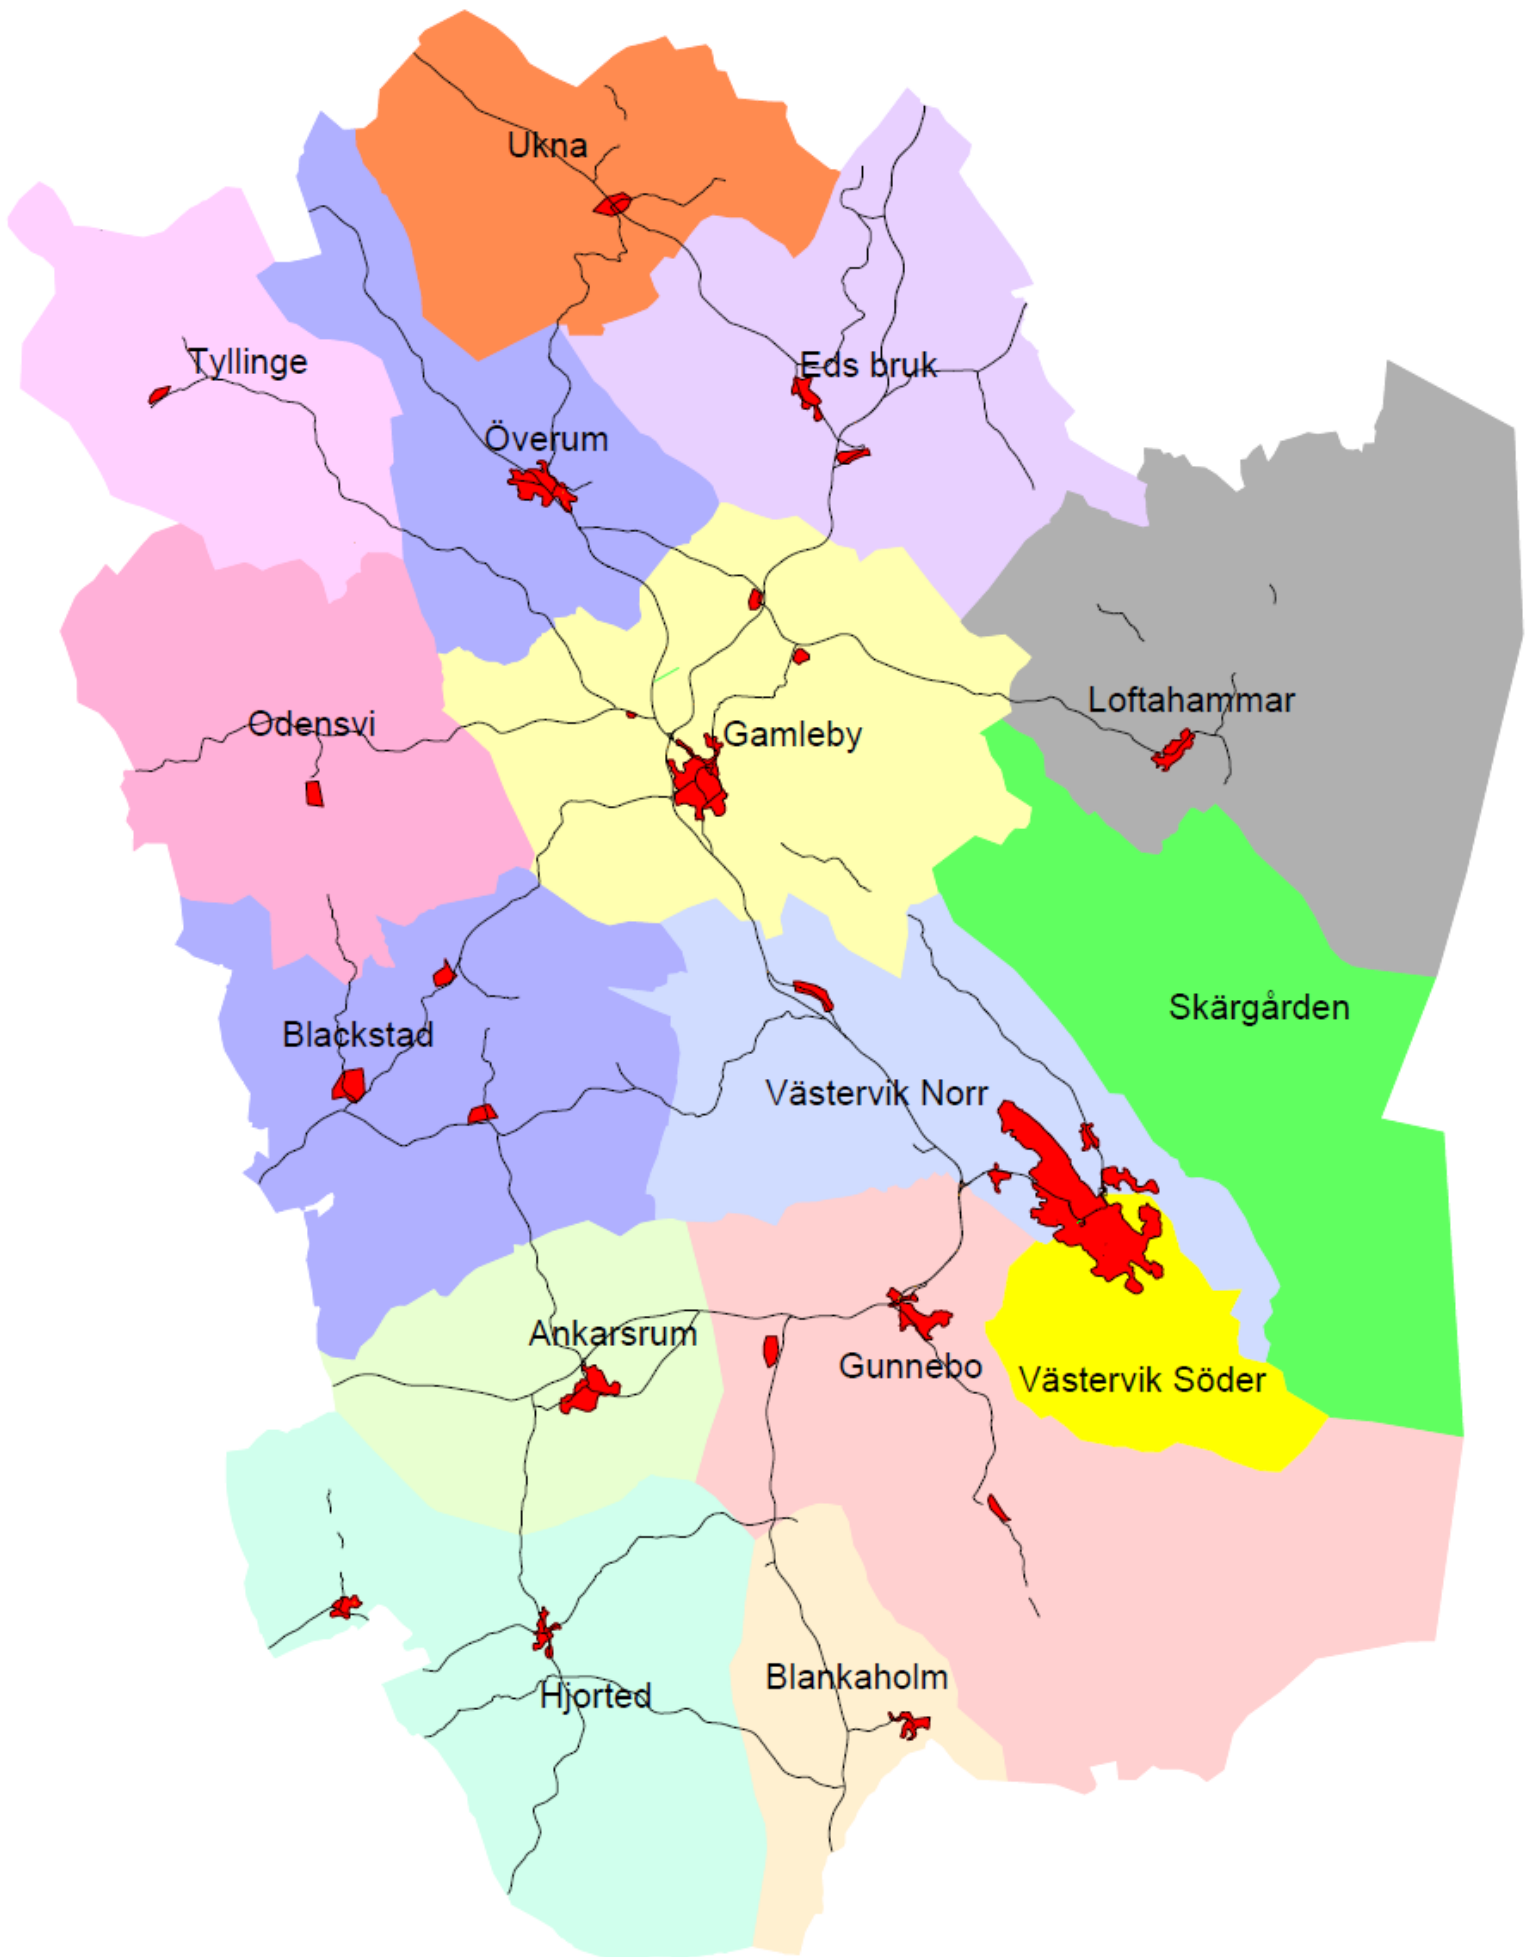 Ukna
Tyllinge
Eds bruk
Överum
Loftahammar
Odensvi
Gamleby
Skärgården
Blackstad
Västervik Norr
Ankarsrum
Gunnebo
Västervik Söder
Blankaholm
Hjorted